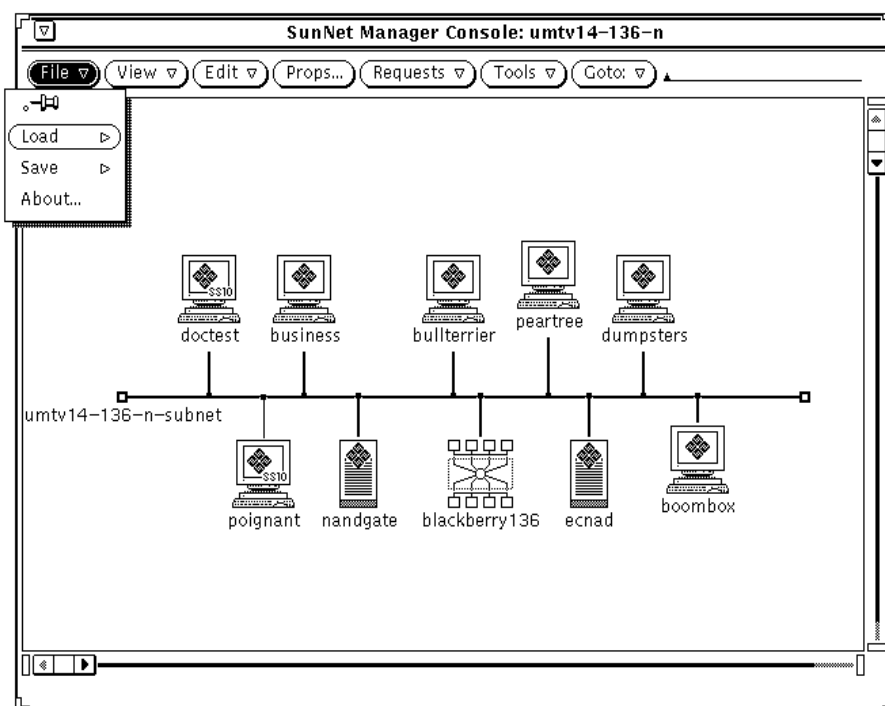 SunNet Manager Console: umtv14-136-n
File View Edit Props... Requests Tools Goto:
Load
Save
About...
SS10
doctest business bullterrier peartree dumpsters
umtv14-136-n-subnet
SS10
poignant nandgate blackberry136 ecnad boombox